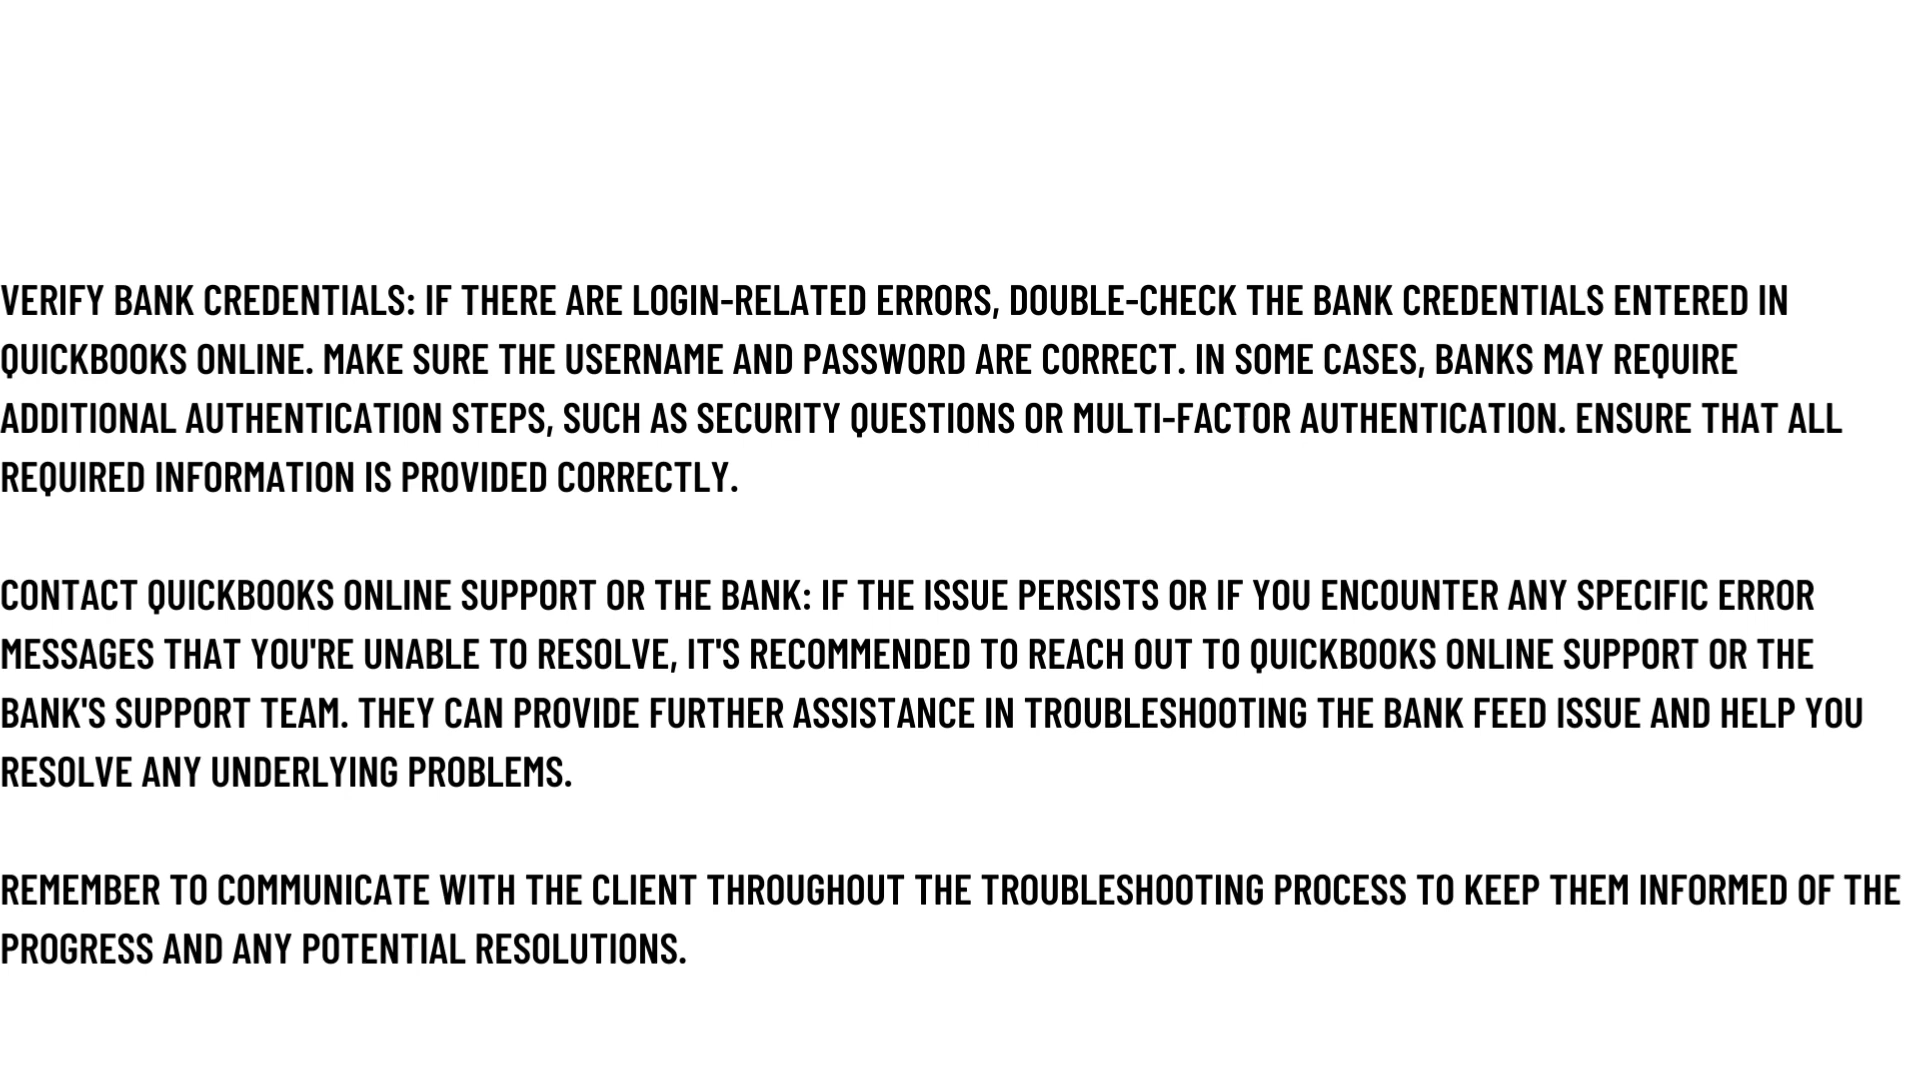 VERIFY BANK CREDENTIALS: IF THERE ARE LOGIN-RELATED ERRORS, DOUBLE-CHECK THE BANK CREDENTIALS ENTERED IN
QUICKBOOKS ONLINE. MAKE SURE THE USERNAME AND PASSWORD ARE CORRECT. IN SOME CASES, BANKS MAY REQUIRE
ADDITIONAL AUTHENTICATION STEPS, SUCH AS SECURITY QUESTIONS OR MULTI-FACTOR AUTHENTICATION. ENSURE THAT ALL
REQUIRED INFORMATION IS PROVIDED CORRECTLY.
CONTACT QUICKBOOKS ONLINE SUPPORT OR THE BANK: IF THE ISSUE PERSISTS OR IF YOU ENCOUNTER ANY SPECIFIC ERROR
MESSAGES THAT YOU'RE UNABLE TO RESOLVE, IT'S RECOMMENDED TO REACH OUT TO QUICKBOOKS ONLINE SUPPORT OR THE
BANK'S SUPPORT TEAM. THEY CAN PROVIDE FURTHER ASSISTANCE IN TROUBLESHOOTING THE BANK FEED ISSUE AND HELP YOU
RESOLVE ANY UNDERLYING PROBLEMS.
REMEMBER TO COMMUNICATE WITH THE CLIENT THROUGHOUT THE TROUBLESHOOTING PROCESS TO KEEP THEM INFORMED OF THE
PROGRESS AND ANY POTENTIAL RESOLUTIONS.